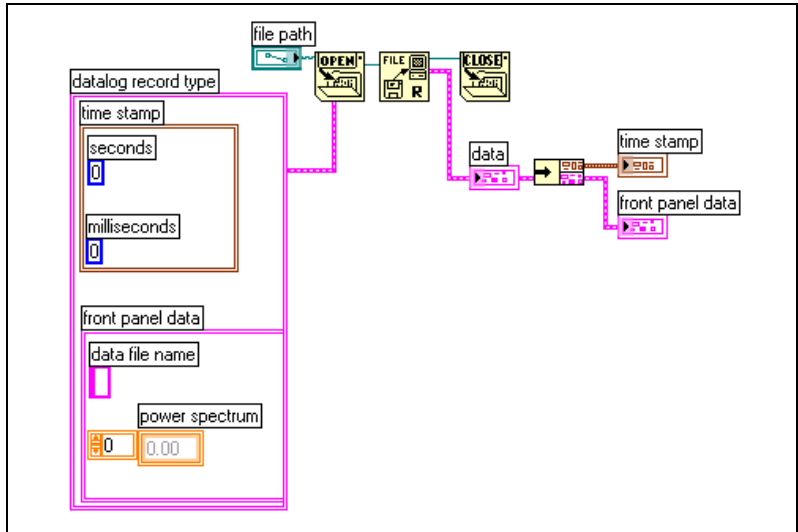 file path
OPEN
FILE
R
CLOSE
datalog record type
time stamp
seconds
0
milliseconds
0
data
time stamp
front panel data
front panel data
data file name
power spectrum
0
0.00